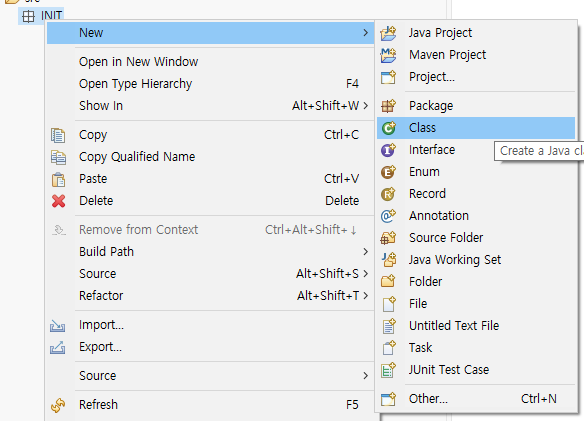 src
INIT
New
Open in New Window
Open Type Hierarchy F4
Show In Alt+Shift+W
Copy Ctrl+C
Copy Qualified Name
Paste Ctrl+V
Delete Delete
Remove from Context Ctrl+Alt+Shift+↓
Build Path
Source Alt+Shift+S
Refactor Alt+Shift+T
Import...
Export...
Source
Refresh F5
Java Project
Maven Project
Project...
Package
Class
Interface
Create a Java cl
Enum
Record
Annotation
Source Folder
Java Working Set
Folder
File
Untitled Text File
Task
JUnit Test Case
Other... Ctrl+N